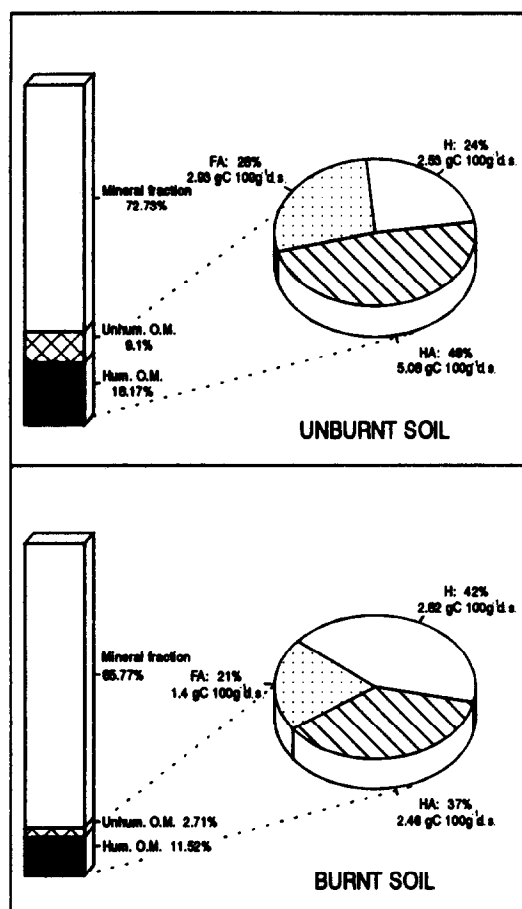 FA: 28%
2.93 gC 100g⁻¹d.s.
H: 24%
2.53 gC 100g⁻¹d.s.
Mineral fraction
72.73%
Unhum. O.M.
9.1%
Hum. O.M.
18.17%
HA: 48%
5.08 gC 100g⁻¹d.s.
UNBURNT SOIL
H: 42%
2.82 gC 100g⁻¹d.s.
Mineral fraction
85.77%
FA: 21%
1.4 gC 100g⁻¹d.s.
Unhum. O.M. 2.71%
Hum. O.M. 11.52%
HA: 37%
2.46 gC 100g⁻¹d.s.
BURNT SOIL